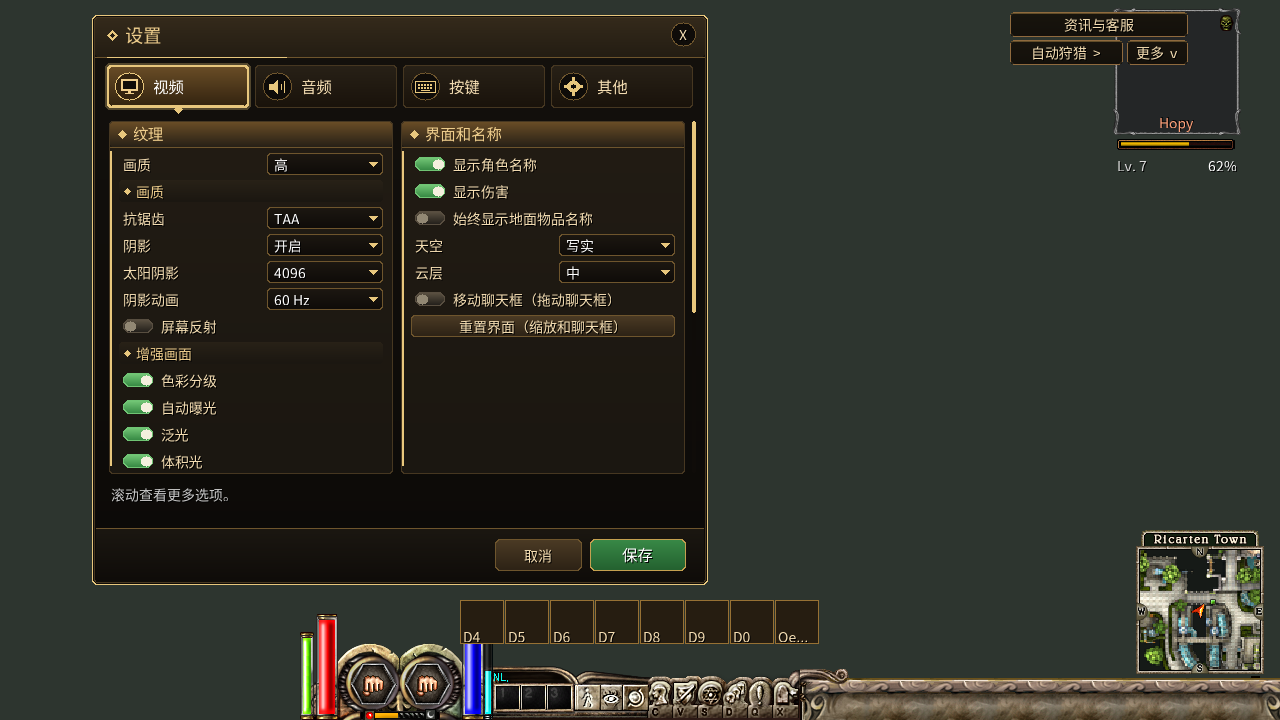 设置
X
视频
音频
按键
其他
纹理
画质
高
画质
抗锯齿
TAA
阴影
开启
太阳阴影
4096
阴影动画
60 Hz
屏幕反射
增强画面
色彩分级
自动曝光
泛光
体积光
界面和名称
显示角色名称
显示伤害
始终显示地面物品名称
天空
写实
云层
中
移动聊天框（拖动聊天框）
重置界面（缩放和聊天框）
滚动查看更多选项。
取消
保存
资讯与客服
自动狩猎 >
更多 v
Hopy
Lv. 7
62%
Ricarten Town
N
W
E
S
D4
D5
D6
D7
D8
D9
D0
Oe...
NL,
1
2
3
C
V
S
D
Q
X